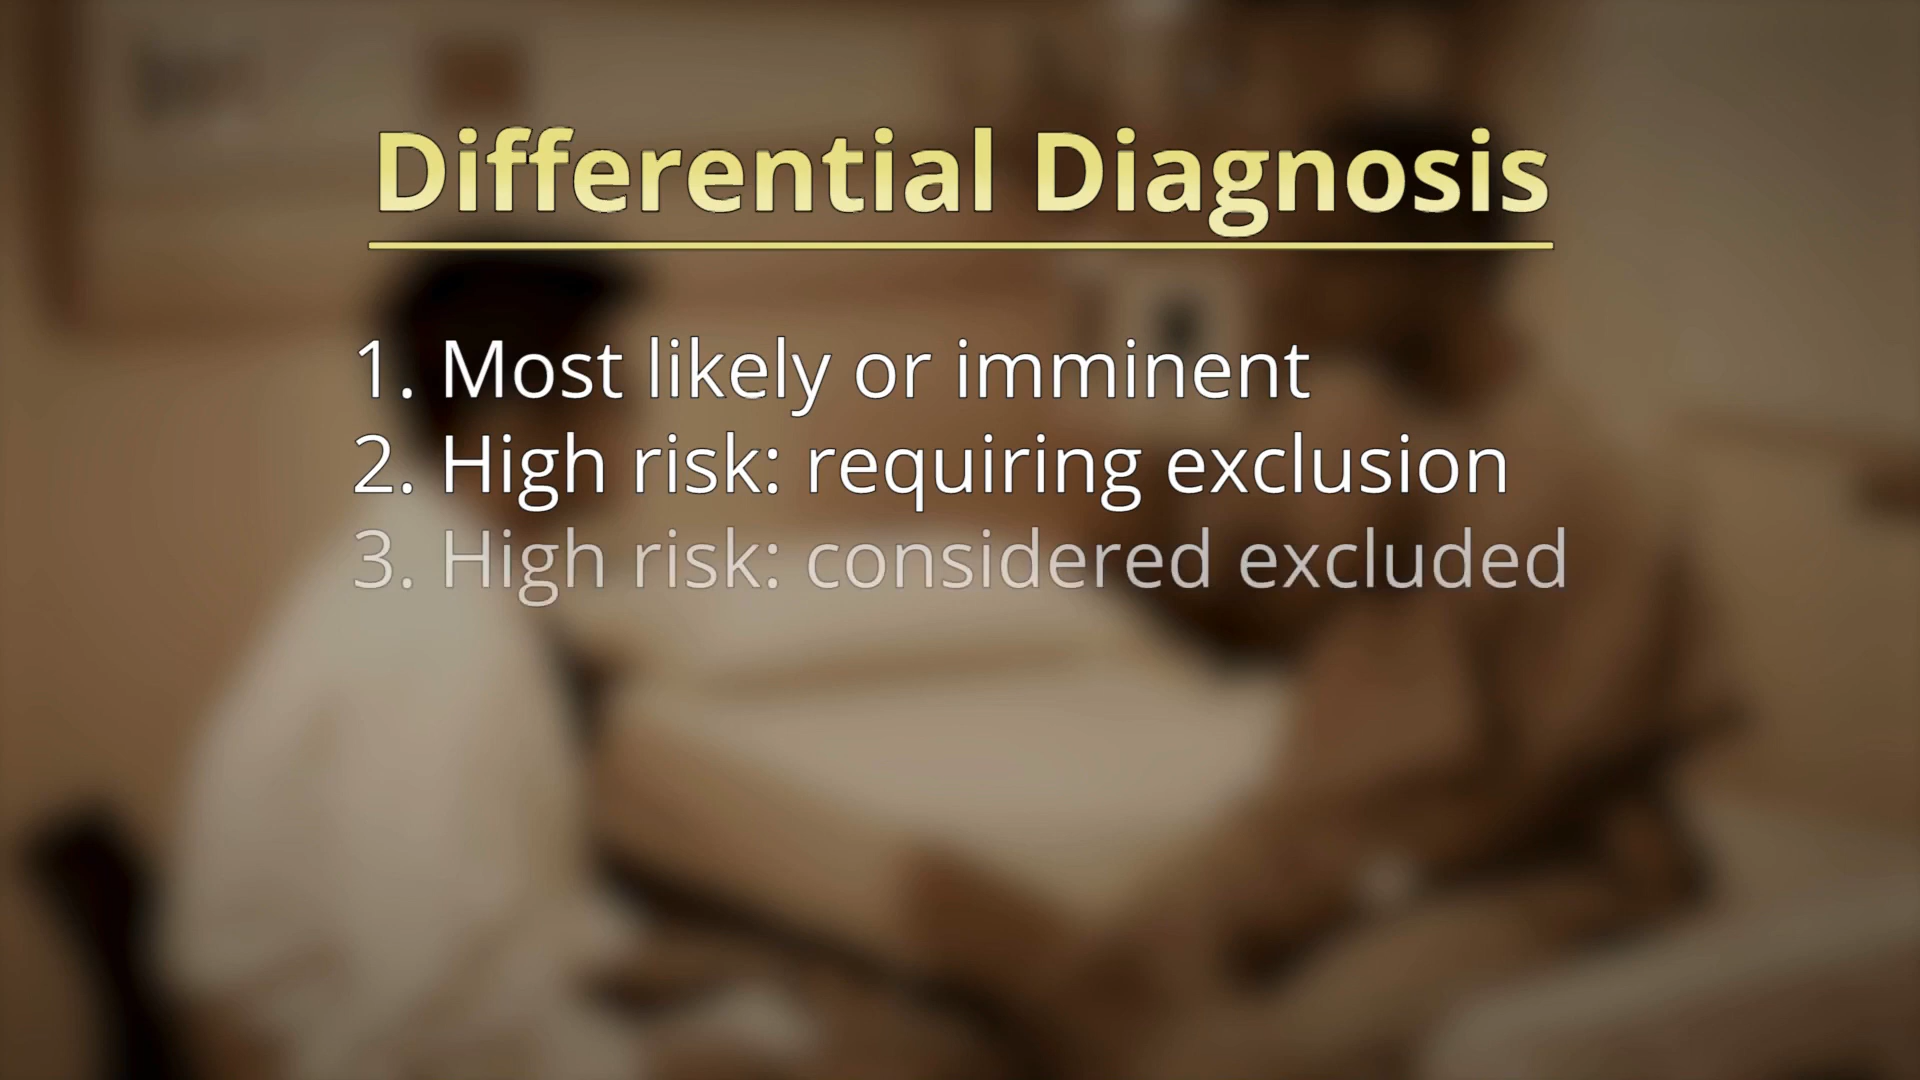 Differential Diagnosis
1. Most likely or imminent
2. High risk: requiring exclusion
3. High risk: considered excluded